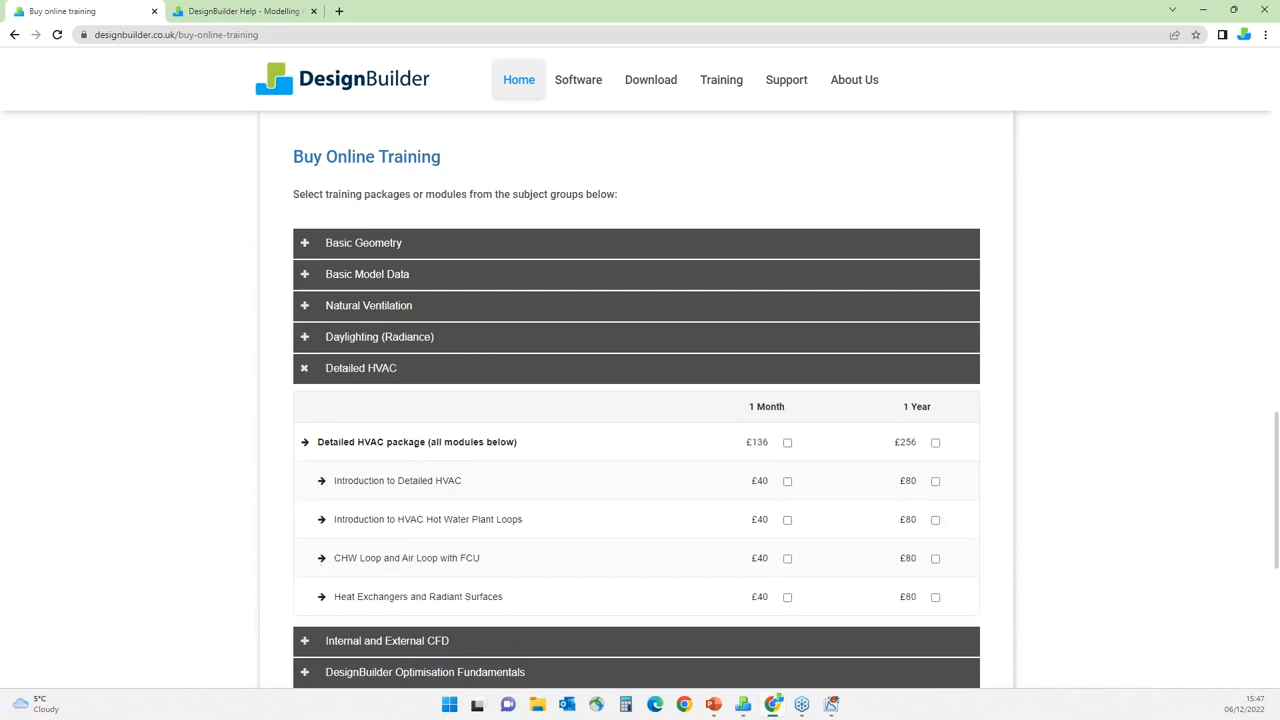 Buy online training
DesignBuilder Help - Modelling
designbuilder.co.uk/buy-online-training
DesignBuilder
Home
Software
Download
Training
Support
About Us
Buy Online Training
Select training packages or modules from the subject groups below:
Basic Geometry
Basic Model Data
Natural Ventilation
Daylighting (Radiance)
Detailed HVAC
1 Month 1 Year
Detailed HVAC package (all modules below) £136 £256
Introduction to Detailed HVAC £40 £80
Introduction to HVAC Hot Water Plant Loops £40 £80
CHW Loop and Air Loop with FCU £40 £80
Heat Exchangers and Radiant Surfaces £40 £80
Internal and External CFD
DesignBuilder Optimisation Fundamentals
5°C
Cloudy
15:47
06/12/2022